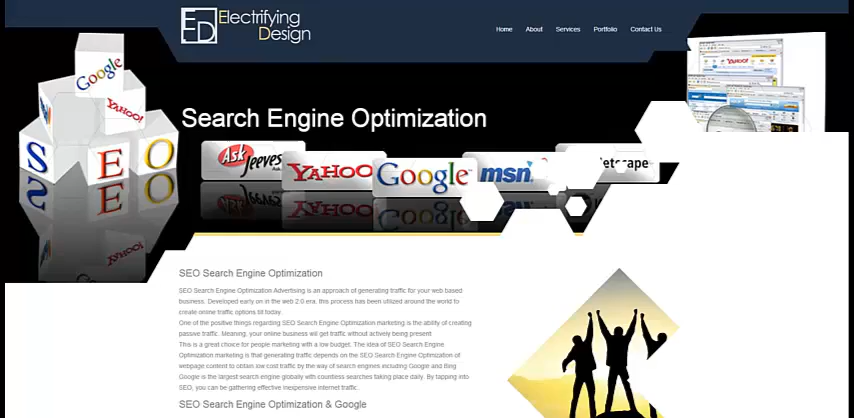 Electrifying
Design
ED
Home About Services Portfolio Contact Us
Google
YAHOO!
S E O
YAHOO!
Search Engine Optimization
Ask Jeeves
YAHOO
Google
msn
etscape
SEO Search Engine Optimization
SEO Search Engine Optimization Advertising is an approach of generating traffic for your web based
business. Developed early on in the web 2.0 era, this process has been utilized around the world to
create online traffic options till today.
One of the positive things regarding SEO Search Engine Optimization marketing is the ability of creating
passive traffic. Meaning, your online business will get traffic without actively being present
This is a great choice for people marketing with a low budget. The idea of SEO Search Engine
Optimization marketing is that generating traffic depends on the SEO Search Engine Optimization of
webpage content to obtain low cost traffic by the way of search engines including Google and Bing
Google is the largest search engine globally with countless searches taking place daily. By tapping into
SEO, you can be gathering effective inexpensive internet traffic.
SEO Search Engine Optimization & Google